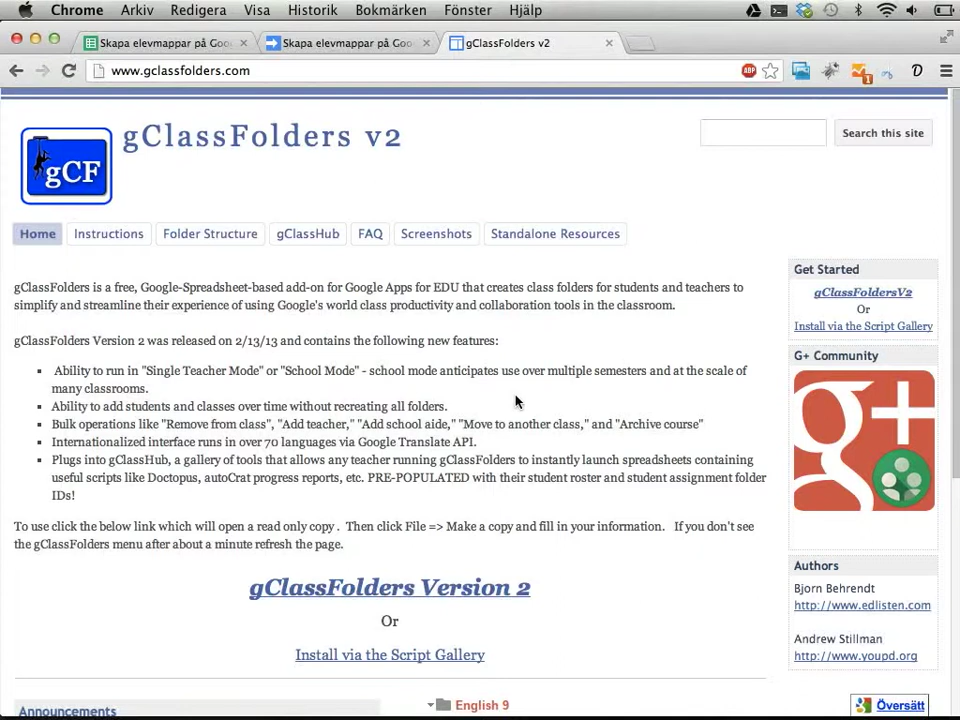 Chrome Arkiv Redigera Visa Historik Bokmärken Fönster Hjälp
Skapa elevmappar på Goo
Skapa elevmappar på Goo
gClassFolders v2
www.gclassfolders.com
ABP
1
D
gCF
gClassFolders v2
Search this site
Home Instructions Folder Structure gClassHub FAQ Screenshots Standalone Resources
gClassFolders is a free, Google-Spreadsheet-based add-on for Google Apps for EDU that creates class folders for students and teachers to
simplify and streamline their experience of using Google's world class productivity and collaboration tools in the classroom.
gClassFolders Version 2 was released on 2/13/13 and contains the following new features:
Ability to run in "Single Teacher Mode" or "School Mode" - school mode anticipates use over multiple semesters and at the scale of
many classrooms.
Ability to add students and classes over time without recreating all folders.
Bulk operations like "Remove from class", "Add teacher," "Add school aide," "Move to another class," and "Archive course"
Internationalized interface runs in over 70 languages via Google Translate API.
Plugs into gClassHub, a gallery of tools that allows any teacher running gClassFolders to instantly launch spreadsheets containing
useful scripts like Doctopus, autoCrat progress reports, etc. PRE-POPULATED with their student roster and student assignment folder
IDs!
To use click the below link which will open a read only copy . Then click File => Make a copy and fill in your information. If you don't see
the gClassFolders menu after about a minute refresh the page.
gClassFolders Version 2
Or
Install via the Script Gallery
Announcements
English 9
Get Started
gClassFoldersV2
Or
Install via the Script Gallery
G+ Community
g+
Authors
Bjorn Behrendt
http://www.edlisten.com
Andrew Stillman
http://www.youpd.org
Översätt